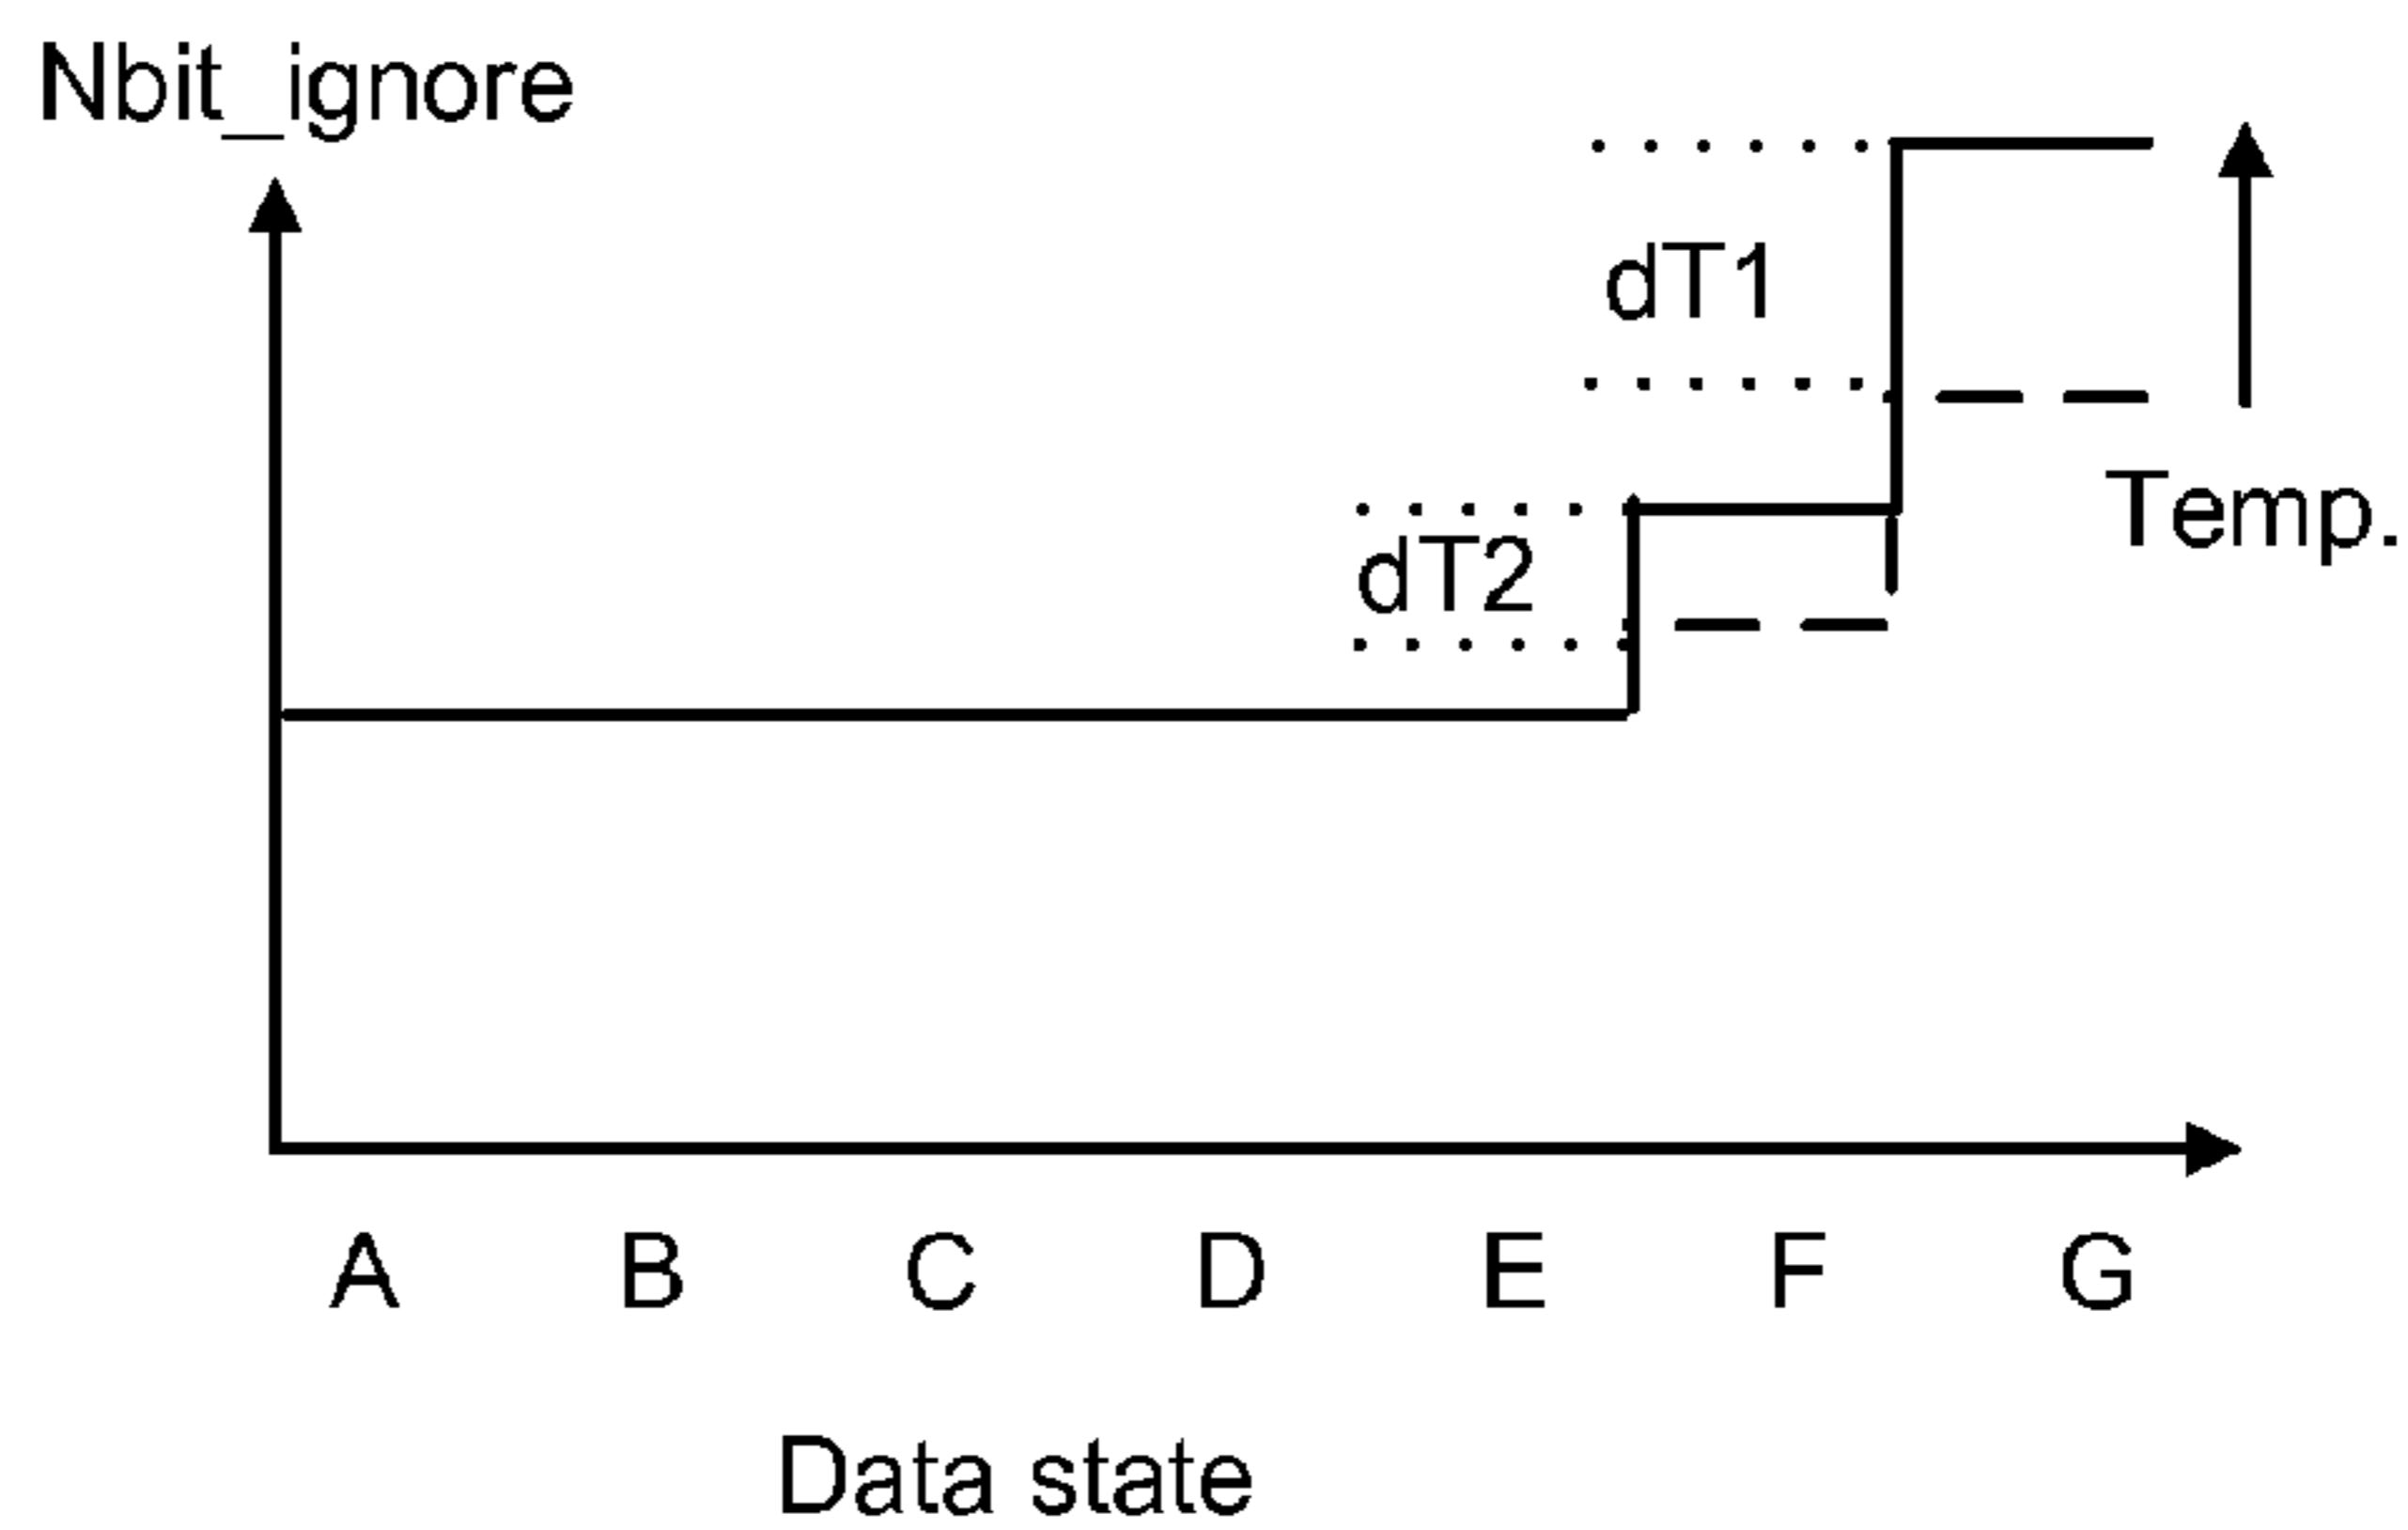 Nbit_ignore
dT1
Temp.
dT2
A B C D E F G
Data state